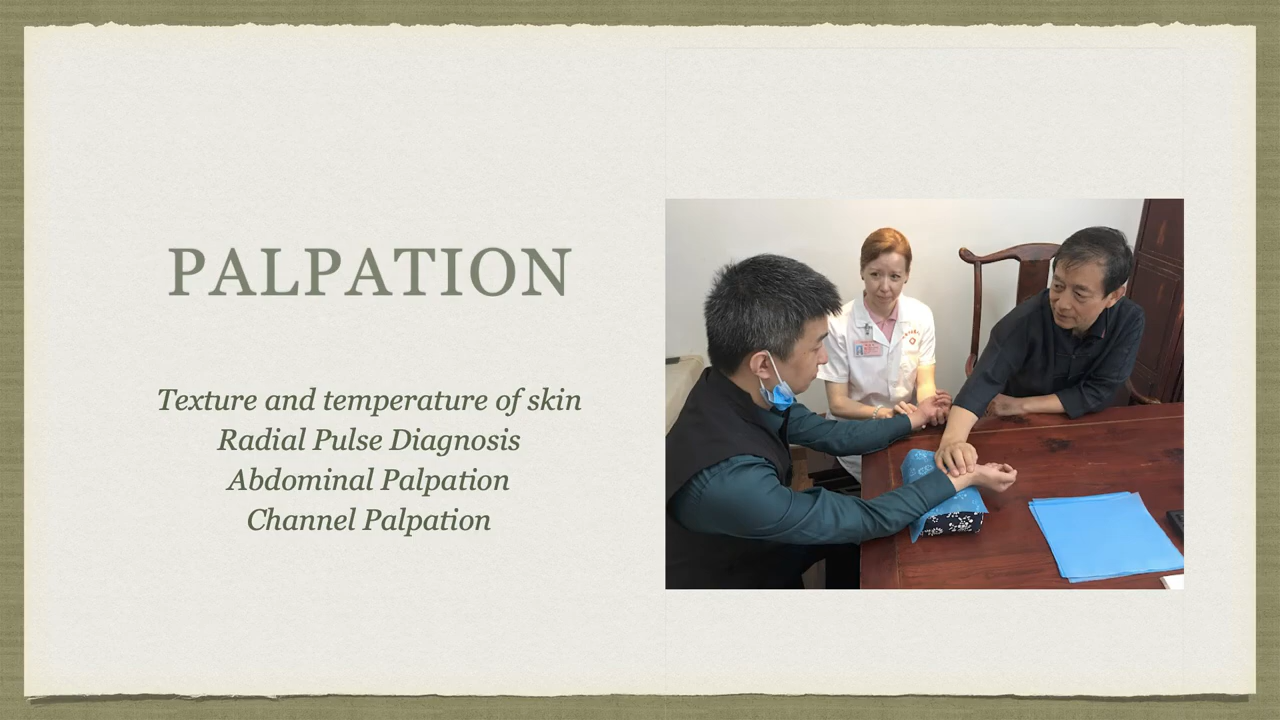 PALPATION
Texture and temperature of skin
Radial Pulse Diagnosis
Abdominal Palpation
Channel Palpation